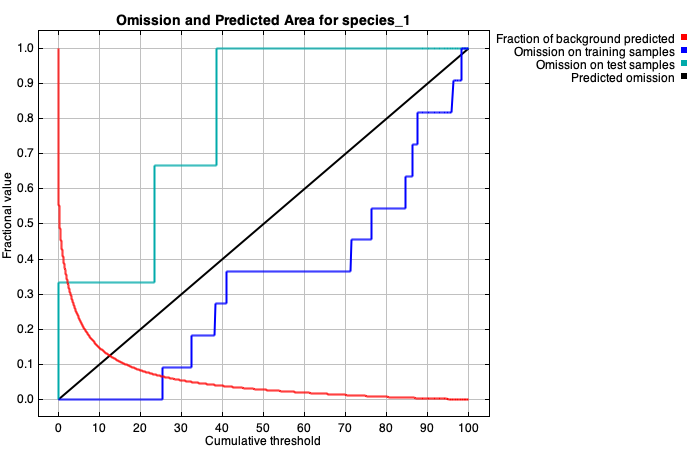 Omission and Predicted Area for species_1
Fraction of background predicted
Omission on training samples
Omission on test samples
Predicted omission
Fractional value
1.0
0.9
0.8
0.7
0.6
0.5
0.4
0.3
0.2
0.1
0.0
0 10 20 30 40 50 60 70 80 90 100
Cumulative threshold